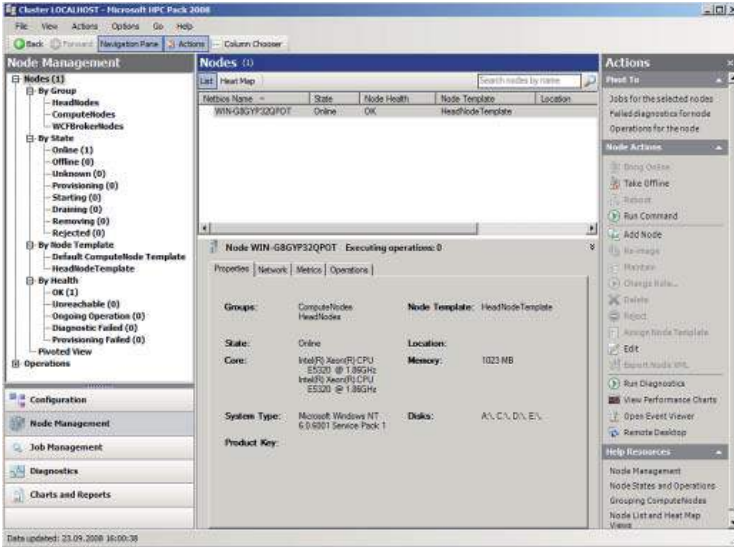 Cluster LOCALHOST - Microsoft HPC Pack 2008
File View Actions Options Go Help
Back Forward Navigation Pane Actions Column Chooser
Node Management
Nodes (1)
By Group
HeadNodes
ComputeNodes
WCFBrokerNodes
By State
Online (1)
Offline (0)
Unknown (0)
Provisioning (0)
Starting (0)
Draining (0)
Removing (0)
Rejected (0)
By Node Template
Default ComputeNode Template
HeadNodeTemplate
By Health
OK (1)
Unreachable (0)
Ongoing Operation (0)
Diagnostic Failed (0)
Provisioning Failed (0)
Pivoted View
Operations
Configuration
Node Management
Job Management
Diagnostics
Charts and Reports
Nodes (1)
List Heat Map Search nodes by name
Netbios Name State Node Health Node Template Location
WIN-G8GYP32QPOT Online OK HeadNodeTemplate
Node WIN-G8GYP32QPOT Executing operations: 0
Properties Network Metrics Operations
Groups: ComputeNodes
HeadNodes
Node Template: HeadNodeTemplate
State: Online
Location:
Core: Intel(R) Xeon(R) CPU
E5320 @ 1.86GHz
Intel(R) Xeon(R) CPU
E5320 @ 1.86GHz
Memory: 1023 MB
System Type: Microsoft Windows NT
6.0.6001 Service Pack 1
Disks: A:\, C:\, D:\, E:\,
Product Key:
Actions
Pivot To
Jobs for the selected nodes
Failed diagnostics for node
Operations for the node
Node Actions
Bring Online
Take Offline
Reboot
Run Command
Add Node
Re-image
Maintain
Change Role...
Delete
Reject
Assign Node Template
Edit
Export Node XML
Run Diagnostics
View Performance Charts
Open Event Viewer
Remote Desktop
Help Resources
Node Management
Node States and Operations
Grouping ComputeNodes
Node List and Heat Map
Views
Data updated: 23.09.2008 16:00:38